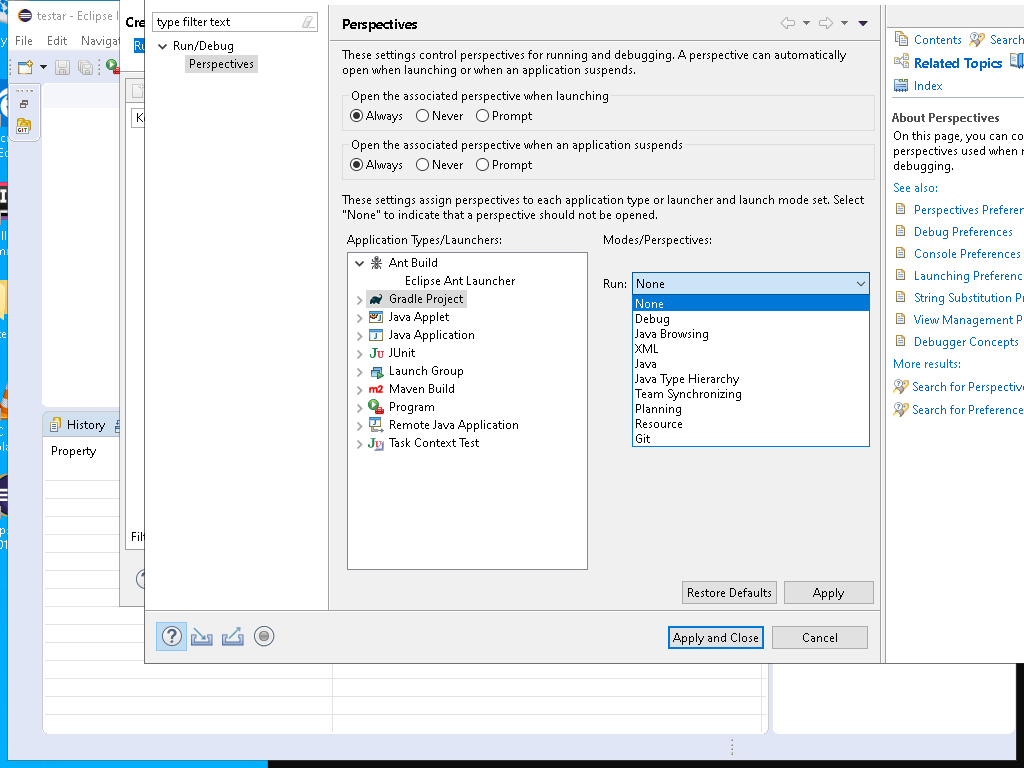 testar - Eclipse I
File Edit Navigat
Cre
type filter text
Run/Debug
Perspectives
Perspectives
These settings control perspectives for running and debugging. A perspective can automatically
open when launching or when an application suspends.
Open the associated perspective when launching
Always Never Prompt
Open the associated perspective when an application suspends
Always Never Prompt
These settings assign perspectives to each application type or launcher and launch mode set. Select
"None" to indicate that a perspective should not be opened.
Application Types/Launchers:
Ant Build
Eclipse Ant Launcher
Gradle Project
Java Applet
Java Application
JUnit
Launch Group
Maven Build
Program
Remote Java Application
Task Context Test
Modes/Perspectives:
Run: None
None
Debug
Java Browsing
XML
Java
Java Type Hierarchy
Team Synchronizing
Planning
Resource
Git
Restore Defaults Apply
Apply and Close Cancel
Contents Search
Related Topics
Index
About Perspectives
On this page, you can co
perspectives used when r
debugging.
See also:
Perspectives Preferen
Debug Preferences
Console Preferences
Launching Preferenc
String Substitution Pr
View Management P
Debugger Concepts
More results:
Search for Perspective
Search for Preference
History
Property
Filt